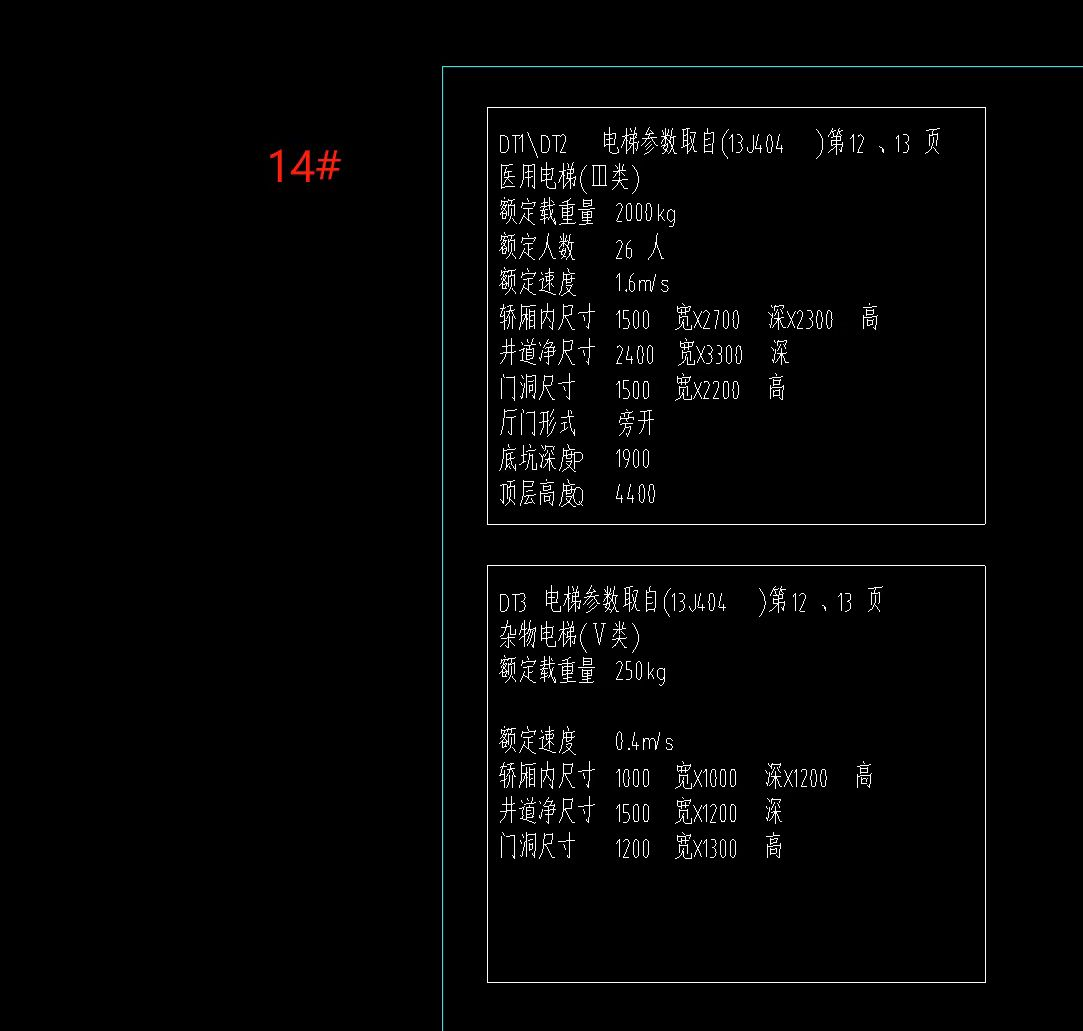 14#
DT1\DT2 电梯参数取自(13J404 )第12 、13 页
医用电梯(Ⅲ类)
额定载重量 2000kg
额定人数 26 人
额定速度 1.6m/s
轿厢内尺寸 1500 宽X2700 深X2300 高
井道净尺寸 2400 宽X3300 深
门洞尺寸 1500 宽X2200 高
厅门形式 旁开
底坑深度P 1900
顶层高度Q 4400
DT3 电梯参数取自(13J404 )第12 、13 页
杂物电梯(Ⅴ类)
额定载重量 250kg
额定速度 0.4m/s
轿厢内尺寸 1000 宽X1000 深X1200 高
井道净尺寸 1500 宽X1200 深
门洞尺寸 1200 宽X1300 高